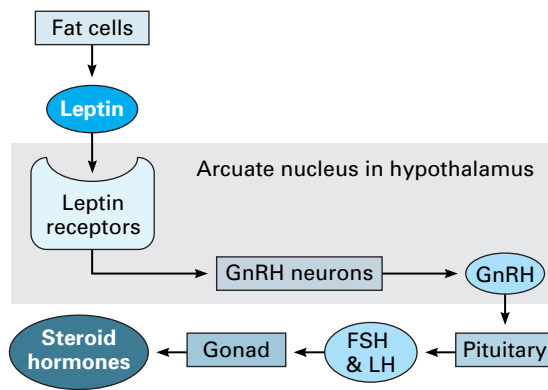 Fat cells
Leptin
Arcuate nucleus in hypothalamus
Leptin
receptors
GnRH neurons
GnRH
Steroid
hormones
Gonad
FSH
& LH
Pituitary